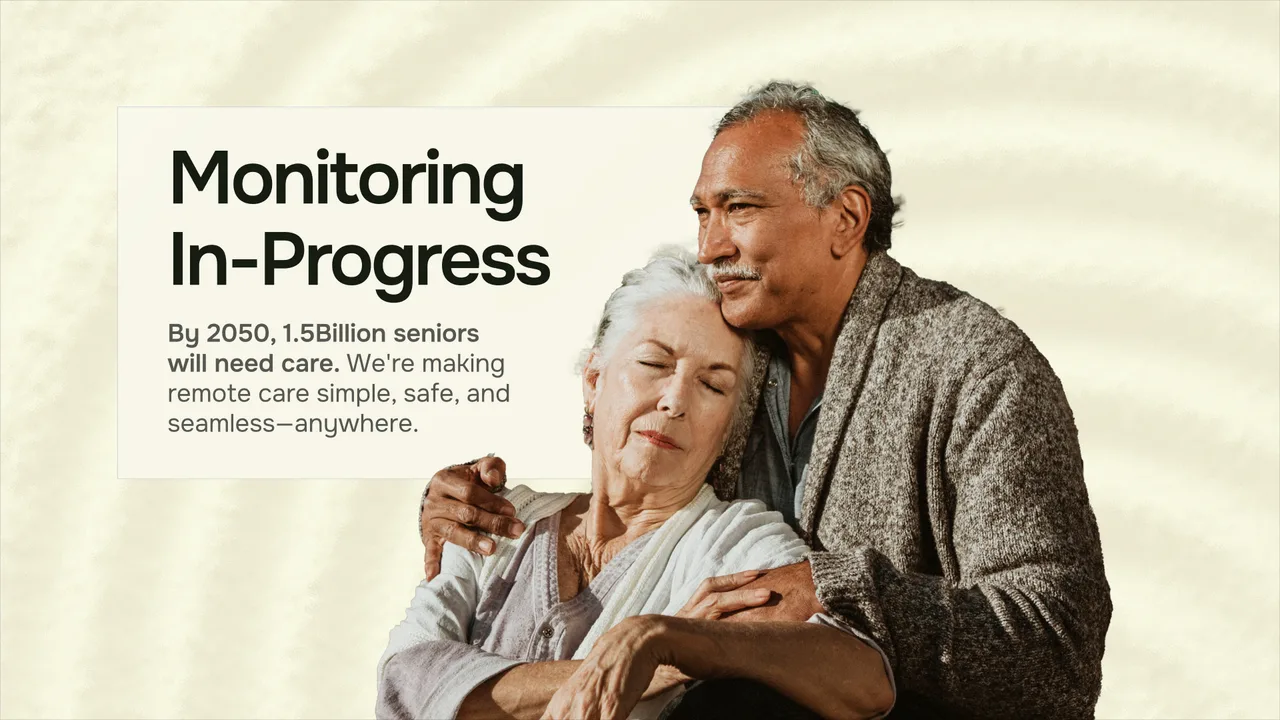 Monitoring
In-Progress
By 2050, 1.5Billion seniors
will need care. We're making
remote care simple, safe, and
seamless—anywhere.